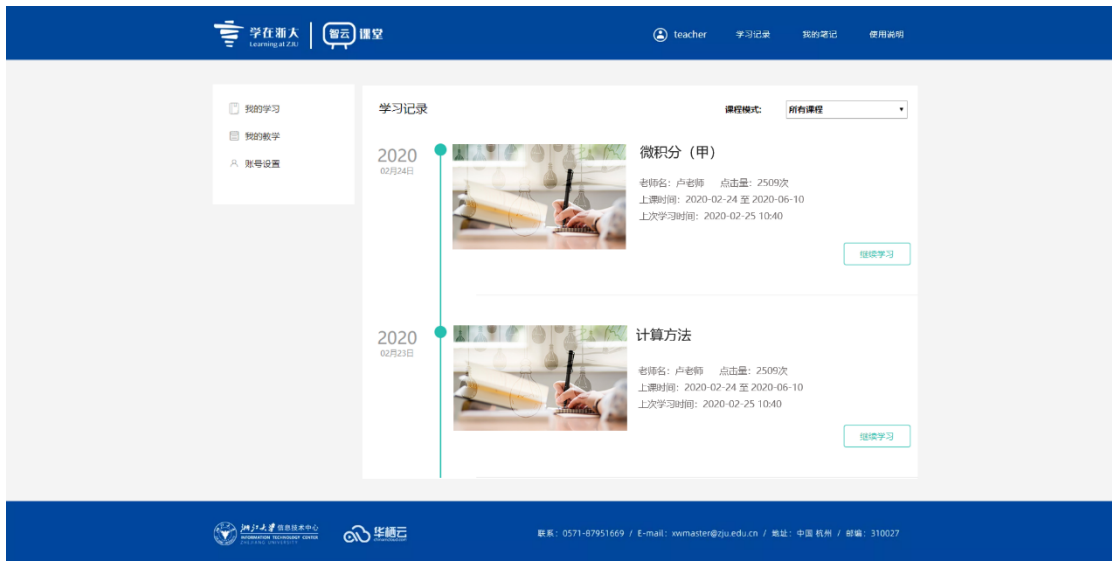 学在浙大
Learning at ZJU
智云 课堂
teacher
学习记录
我的笔记
使用说明
我的学习
我的教学
账号设置
学习记录
课程模式:
所有课程
2020
02月24日
微积分（甲）
老师名：卢老师 点击量：2509次
上课时间：2020-02-24 至 2020-06-10
上次学习时间：2020-02-25 10:40
继续学习
2020
02月23日
计算方法
老师名：卢老师 点击量：2509次
上课时间：2020-02-24 至 2020-06-10
上次学习时间：2020-02-25 10:40
继续学习
浙江大学 信息技术中心
INFORMATION TECHNOLOGY CENTER
ZHEJIANG UNIVERSITY
华栖云
联系：0571-87951669 / E-mail：xwmaster@zju.edu.cn / 地址：中国 杭州 / 邮编：310027